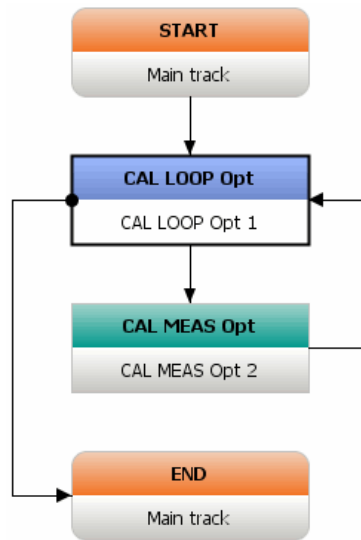 START
Main track
CAL LOOP Opt
CAL LOOP Opt 1
CAL MEAS Opt
CAL MEAS Opt 2
END
Main track